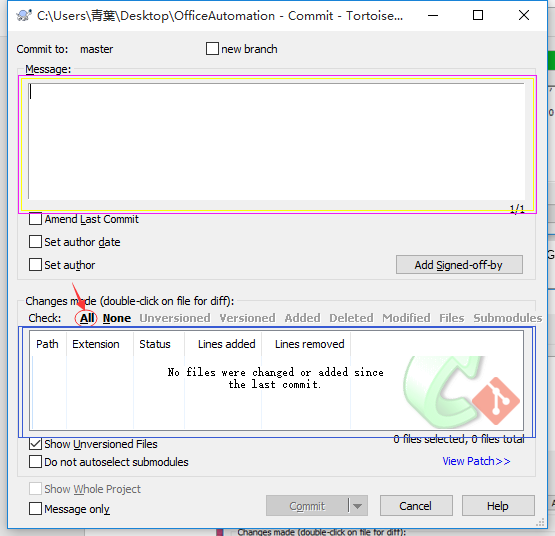 C:\Users\青葉\Desktop\OfficeAutomation - Commit - Tortoise...
Commit to: master new branch
Message:
1/1
Amend Last Commit
Set author date
Set author
Add Signed-off-by
Changes made (double-click on file for diff):
Check: All None Unversioned Versioned Added Deleted Modified Files Submodules
Path Extension Status Lines added Lines removed
No files were changed or added since
the last commit.
Show Unversioned Files
0 files selected, 0 files total
Do not autoselect submodules
View Patch>>
Show Whole Project
Message only
Commit Cancel Help
Changes made (double-click on file for diff):